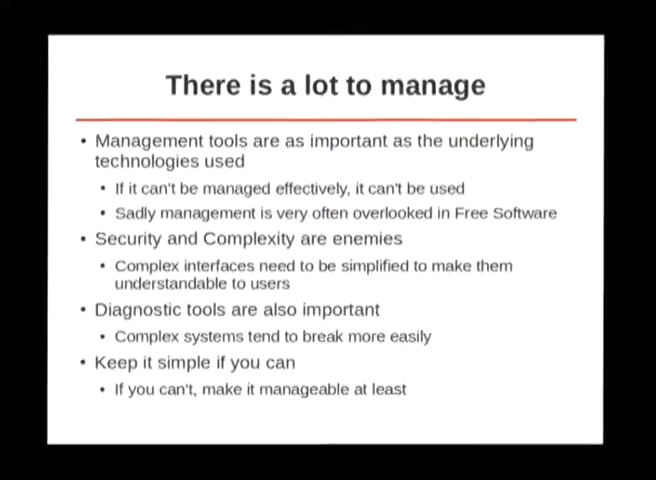 There is a lot to manage
• Management tools are as important as the underlying
technologies used
• If it can't be managed effectively, it can't be used
• Sadly management is very often overlooked in Free Software
• Security and Complexity are enemies
• Complex interfaces need to be simplified to make them
understandable to users
• Diagnostic tools are also important
• Complex systems tend to break more easily
• Keep it simple if you can
• If you can't, make it manageable at least